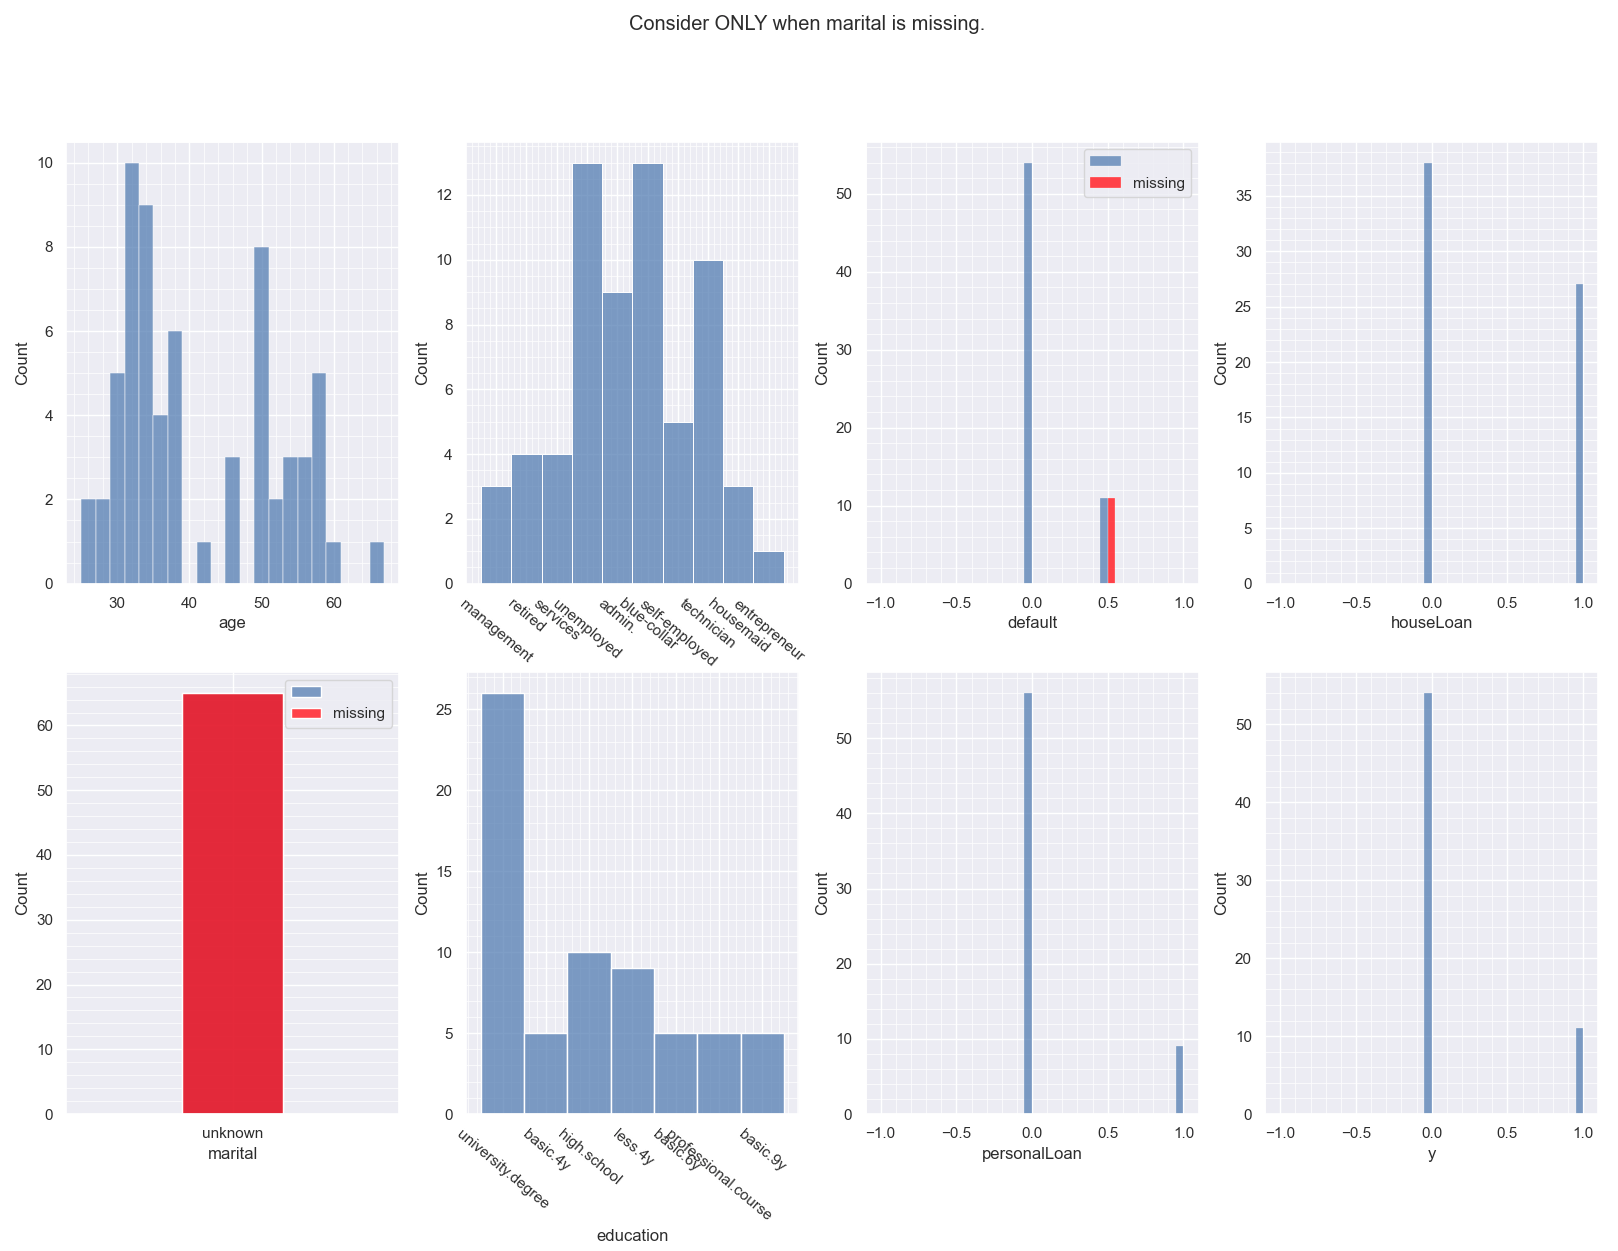 Consider ONLY when marital is missing.
10
8
6
4
2
0
Count
30 40 50 60
age
12
10
8
6
4
2
0
Count
management
retired
services
unemployed
admin.
blue-collar
self-employed
technician
housemaid
entrepreneur
missing
50
40
30
20
10
0
Count
−1.0 −0.5 0.0 0.5 1.0
default
35
30
25
20
15
10
5
0
Count
−1.0 −0.5 0.0 0.5 1.0
houseLoan
missing
60
50
40
30
20
10
0
Count
unknown
marital
25
20
15
10
5
0
Count
university.degree
basic.4y
high.school
less.4y
basic.6y
professional.course
basic.9y
education
50
40
30
20
10
0
Count
−1.0 −0.5 0.0 0.5 1.0
personalLoan
50
40
30
20
10
0
Count
−1.0 −0.5 0.0 0.5 1.0
y